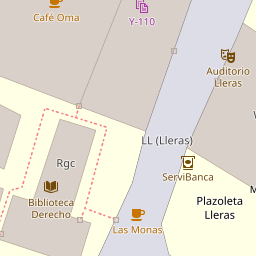 Café Oma
Y-110
Auditorio
Lleras
LL (Lleras)
Rgc
ServiBanca
Biblioteca
Derecho
Plazoleta
Lleras
Las Monas